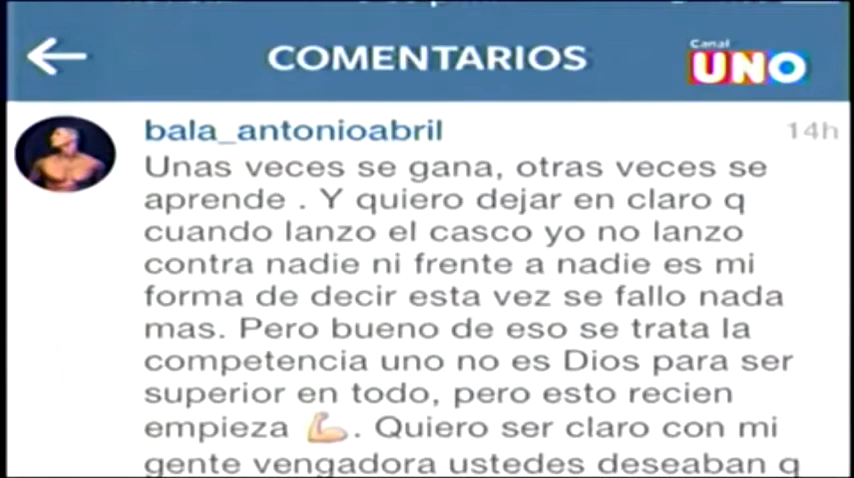 COMENTARIOS
Canal
UNO
bala_antonioabril
14h
Unas veces se gana, otras veces se
aprende . Y quiero dejar en claro q
cuando lanzo el casco yo no lanzo
contra nadie ni frente a nadie es mi
forma de decir esta vez se fallo nada
mas. Pero bueno de eso se trata la
competencia uno no es Dios para ser
superior en todo, pero esto recien
empieza 💪. Quiero ser claro con mi
gente vengadora ustedes deseaban q